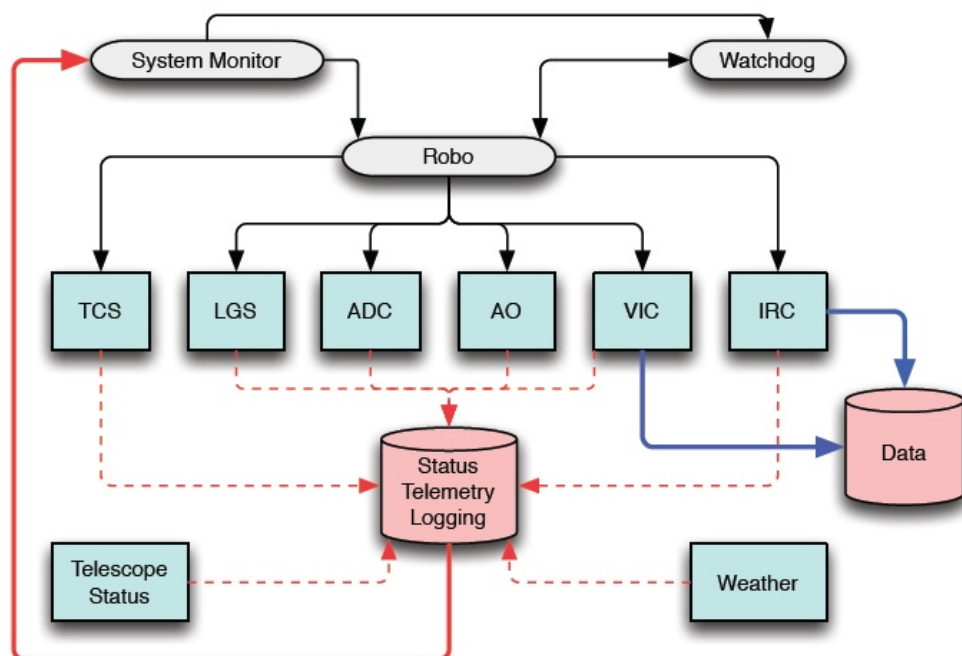 System Monitor
Watchdog
Robo
TCS
LGS
ADC
AO
VIC
IRC
Status
Telemetry
Logging
Data
Telescope
Status
Weather